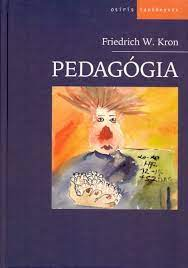 osiris tankönyvek
Friedrich W. Kron
PEDAGÓGIA